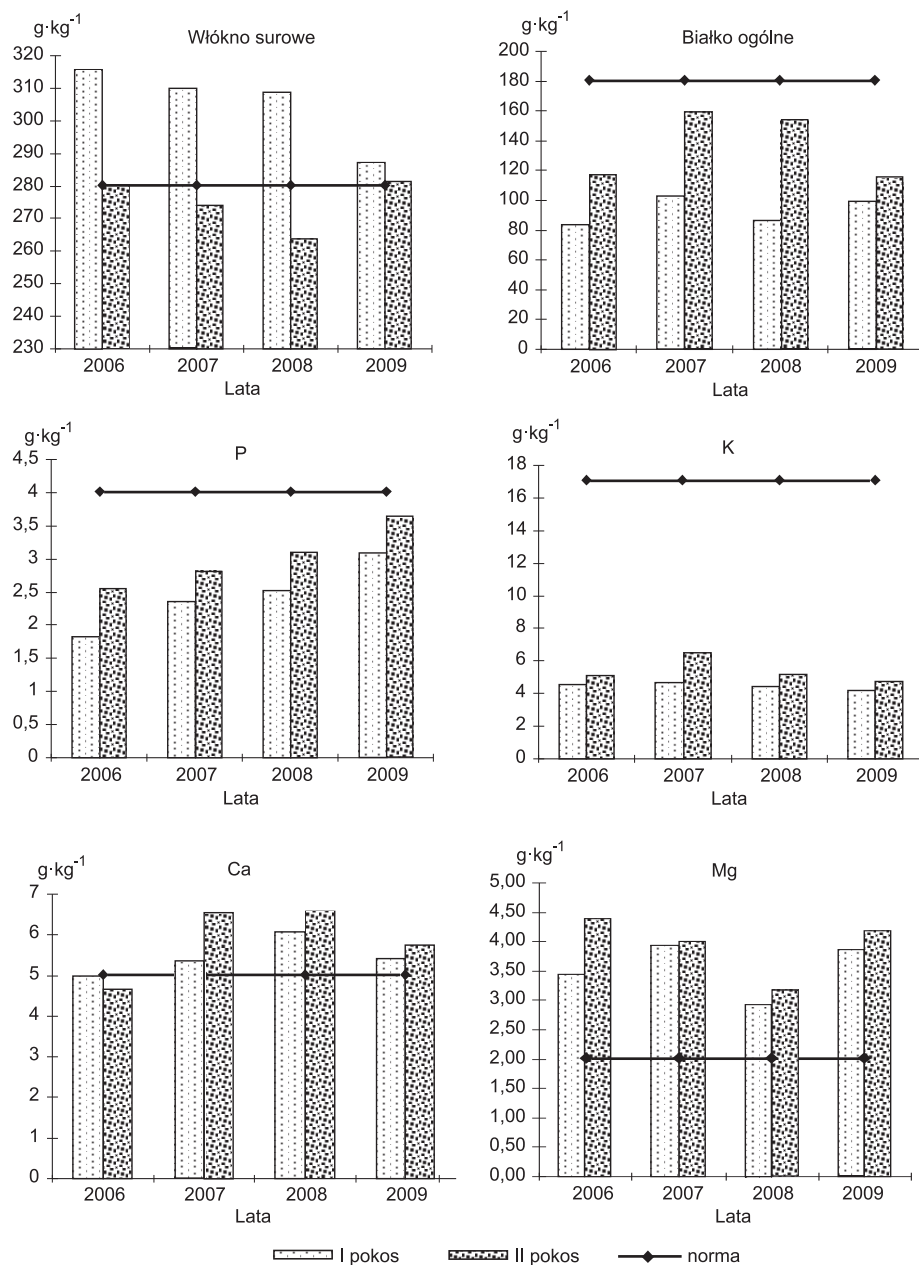 g·kg⁻¹
Włókno surowe
320
310
300
290
280
270
260
250
240
230
2006 2007 2008 2009
Lata
g·kg⁻¹
Białko ogólne
200
180
160
140
120
100
80
60
40
20
0
2006 2007 2008 2009
Lata
g·kg⁻¹
P
4,5
4
3,5
3
2,5
2
1,5
1
0,5
0
2006 2007 2008 2009
Lata
g·kg⁻¹
K
18
16
14
12
10
8
6
4
2
0
2006 2007 2008 2009
Lata
g·kg⁻¹
Ca
7
6
5
4
3
2
1
0
2006 2007 2008 2009
Lata
g·kg⁻¹
Mg
5,00
4,50
4,00
3,50
3,00
2,50
2,00
1,50
1,00
0,50
0,00
2006 2007 2008 2009
Lata
I pokos II pokos norma